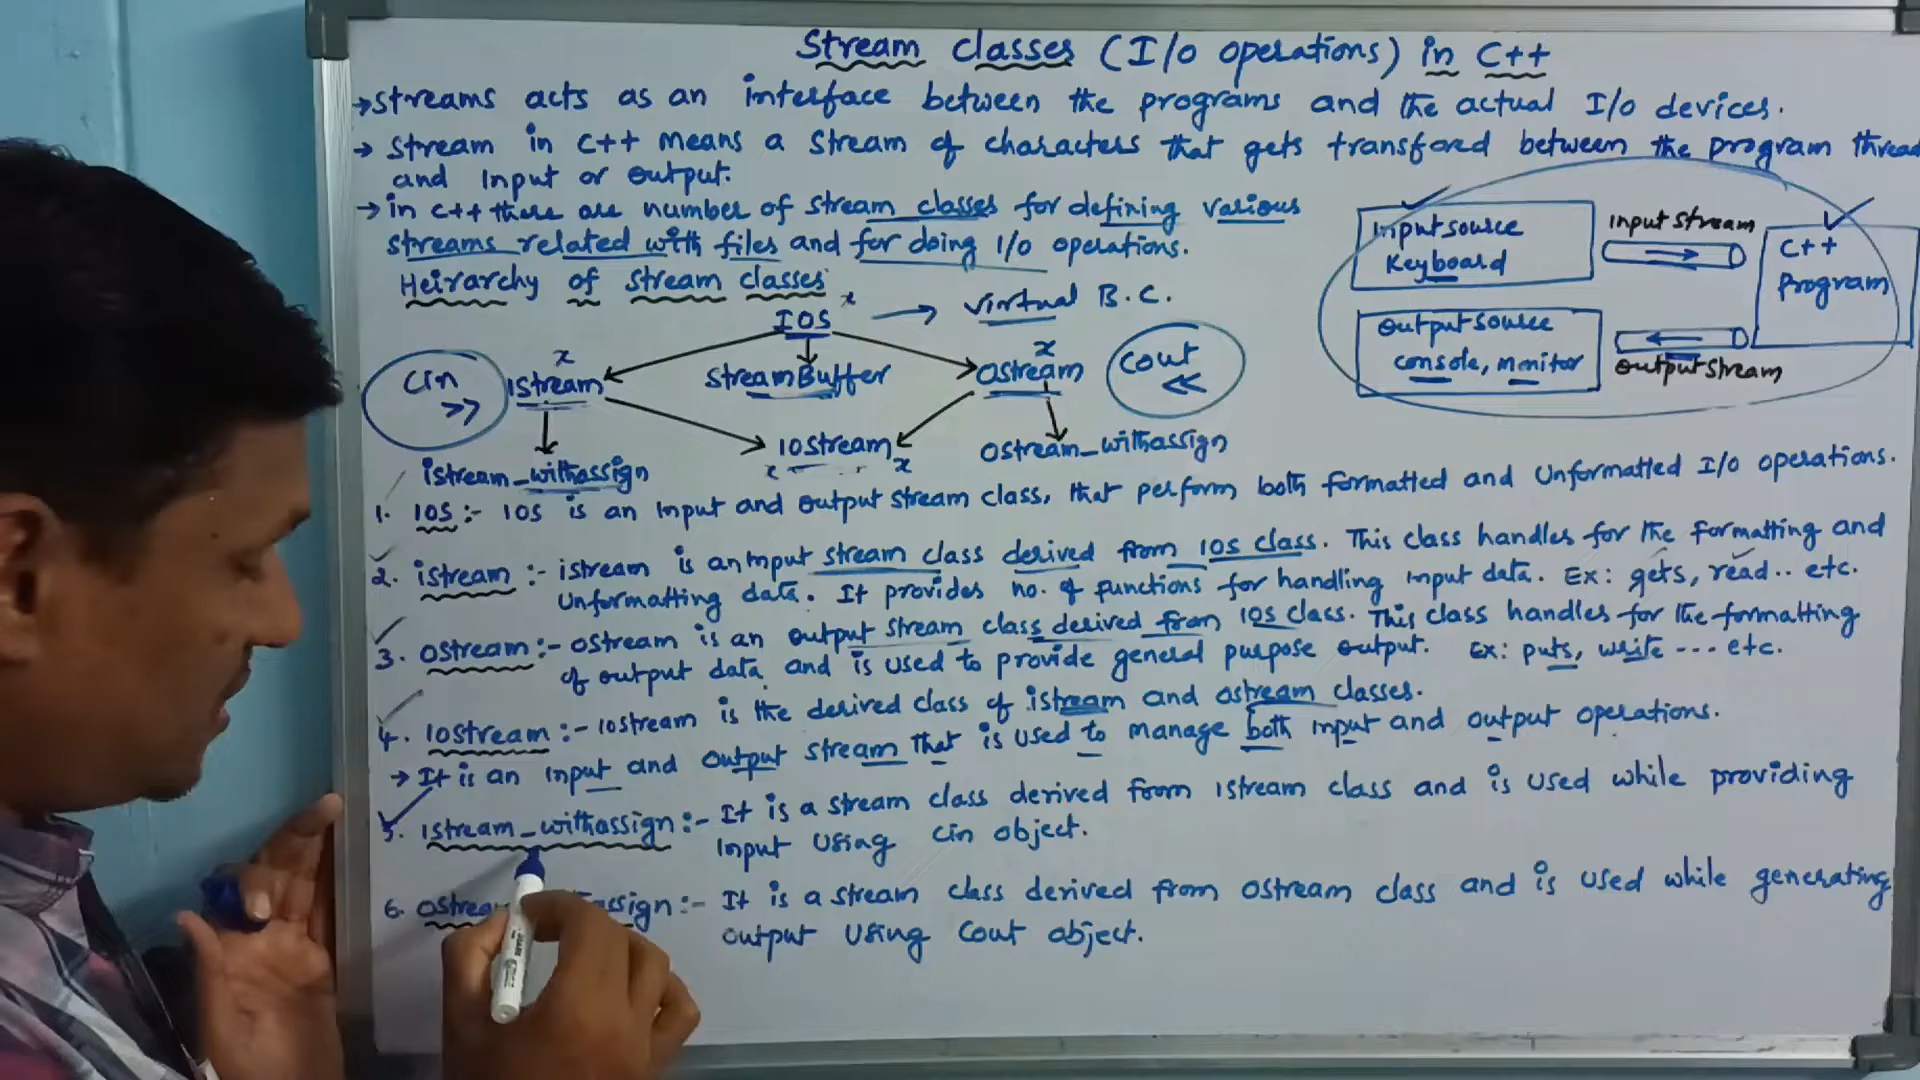 Stream classes (I/O operations) in C++
→ streams acts as an interface between the programs and the actual I/O devices.
→ Stream in C++ means a stream of characters that gets transfored between the program thread
and input or output.
→ in C++ there are number of stream classes for defining various
streams related with files and for doing I/O operations.
Input source
Keyboard
Input Stream
C++
Program
Output source
console, monitor
Output Stream
Heirarchy of stream classes
IOS → virtual B.C.
Cin >>
istream
StreamBuffer
Ostream
Cout <<
istream_withassign
iostream
Ostream_withassign
1. IOS :- IOS is an input and output stream class, that perform both formatted and Unformatted I/O operations.
2. istream :- istream is an input stream class derived from IOS class. This class handles for the formatting and
Unformatting data. It provides no. of functions for handling input data. Ex: gets, read.. etc.
3. Ostream :- Ostream is an output stream class derived from IOS class. This class handles for the formatting
of output data and is used to provide general purpose output. Ex: puts, write --- etc.
4. iostream :- iostream is the derived class of istream and ostream classes.
→ It is an input and output stream that is used to manage both input and output operations.
5. istream_withassign :- It is a stream class derived from istream class and is used while providing
input using cin object.
6. ostream assign :- It is a stream class derived from ostream class and is used while generating
output using Cout object.